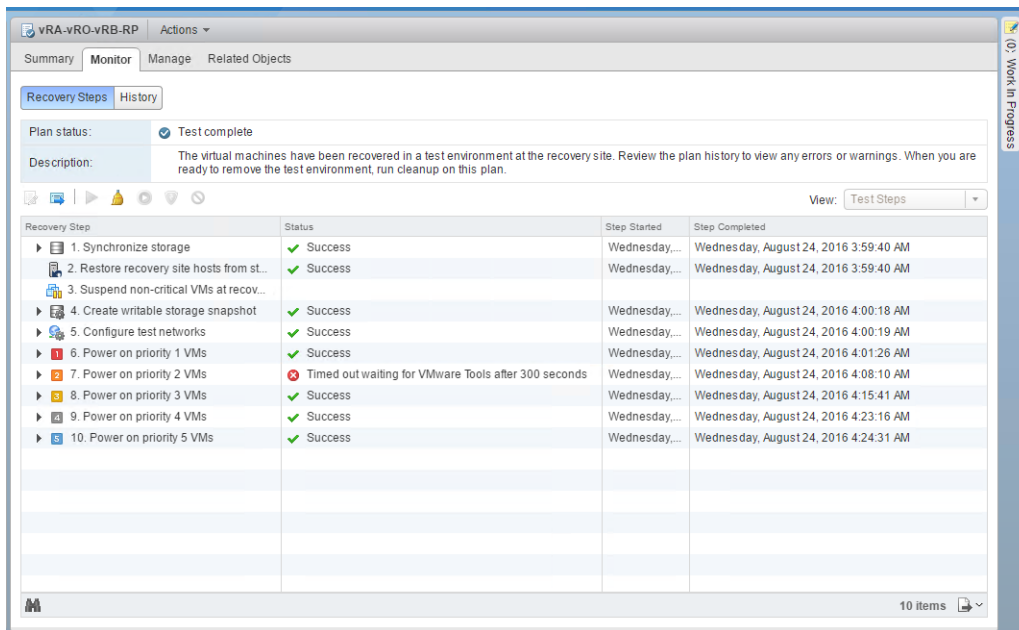 vRA-vRO-vRB-RP Actions
Summary Monitor Manage Related Objects
Recovery Steps History
Plan status: Test complete
Description: The virtual machines have been recovered in a test environment at the recovery site. Review the plan history to view any errors or warnings. When you are
ready to remove the test environment, run cleanup on this plan.
View: Test Steps
Recovery Step Status Step Started Step Completed
1. Synchronize storage Success Wednesday,... Wednesday, August 24, 2016 3:59:40 AM
2. Restore recovery site hosts from st... Success Wednesday,... Wednesday, August 24, 2016 3:59:40 AM
3. Suspend non-critical VMs at recov...
4. Create writable storage snapshot Success Wednesday,... Wednesday, August 24, 2016 4:00:18 AM
5. Configure test networks Success Wednesday,... Wednesday, August 24, 2016 4:00:19 AM
1 6. Power on priority 1 VMs Success Wednesday,... Wednesday, August 24, 2016 4:01:26 AM
2 7. Power on priority 2 VMs Timed out waiting for VMware Tools after 300 seconds Wednesday,... Wednesday, August 24, 2016 4:08:10 AM
3 8. Power on priority 3 VMs Success Wednesday,... Wednesday, August 24, 2016 4:15:41 AM
4 9. Power on priority 4 VMs Success Wednesday,... Wednesday, August 24, 2016 4:23:16 AM
5 10. Power on priority 5 VMs Success Wednesday,... Wednesday, August 24, 2016 4:24:31 AM
10 items
(0) Work In Progress